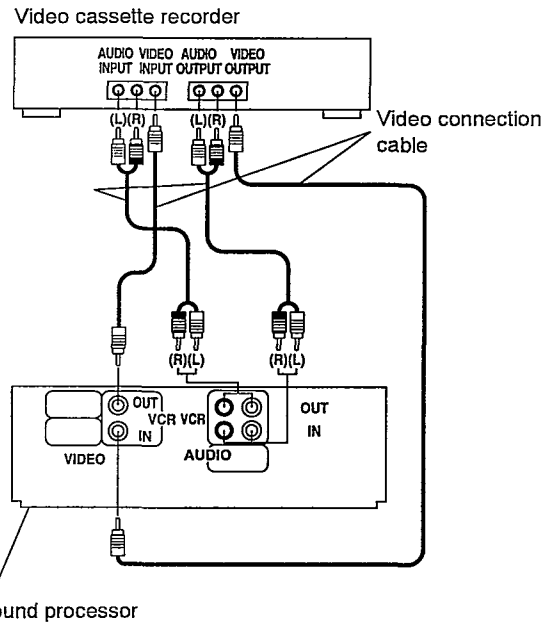 Video cassette recorder
AUDIO VIDEO AUDIO VIDEO
INPUT INPUT OUTPUT OUTPUT
(L)(R) (L)(R)
Video connection
cable
(R)(L) (R)(L)
OUT VCR VCR OUT
IN IN
VIDEO AUDIO
ound processor